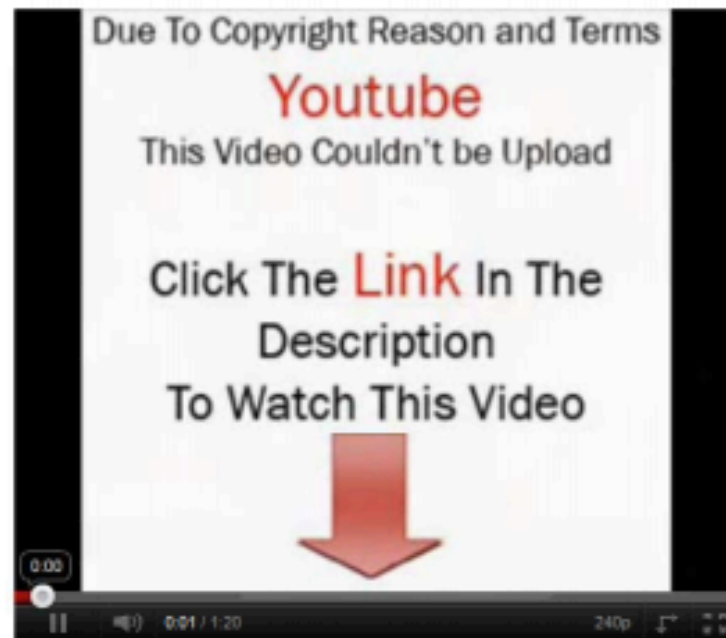 Due To Copyright Reason and Terms
Youtube
This Video Couldn't be Upload
Click The Link In The
Description
To Watch This Video
0:00
0:01 / 1:20
240p